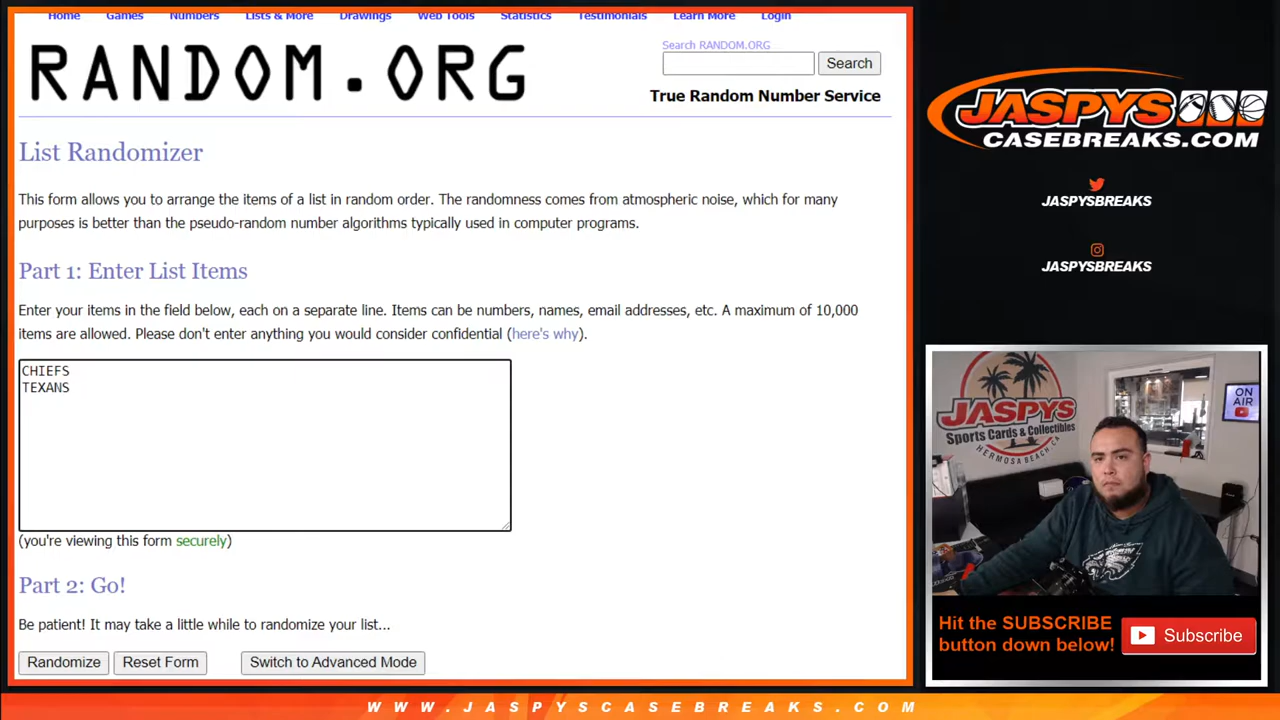 Home Games Numbers Lists & More Drawings Web Tools Statistics Testimonials Learn More Login
RANDOM.ORG
Search RANDOM.ORG
Search
True Random Number Service
List Randomizer
This form allows you to arrange the items of a list in random order. The randomness comes from atmospheric noise, which for many
purposes is better than the pseudo-random number algorithms typically used in computer programs.
Part 1: Enter List Items
Enter your items in the field below, each on a separate line. Items can be numbers, names, email addresses, etc. A maximum of 10,000
items are allowed. Please don't enter anything you would consider confidential (here's why).
CHIEFS
TEXANS
(you're viewing this form securely)
Part 2: Go!
Be patient! It may take a little while to randomize your list...
Randomize Reset Form Switch to Advanced Mode
JASPYS
CASEBREAKS.COM
JASPYSBREAKS
JASPYSBREAKS
JASPYS
Sports Cards & Collectibles
HERMOSA BEACH, CA
ON
AIR
Hit the SUBSCRIBE
button down below!
Subscribe
WWW.JASPYSCASEBREAKS.COM